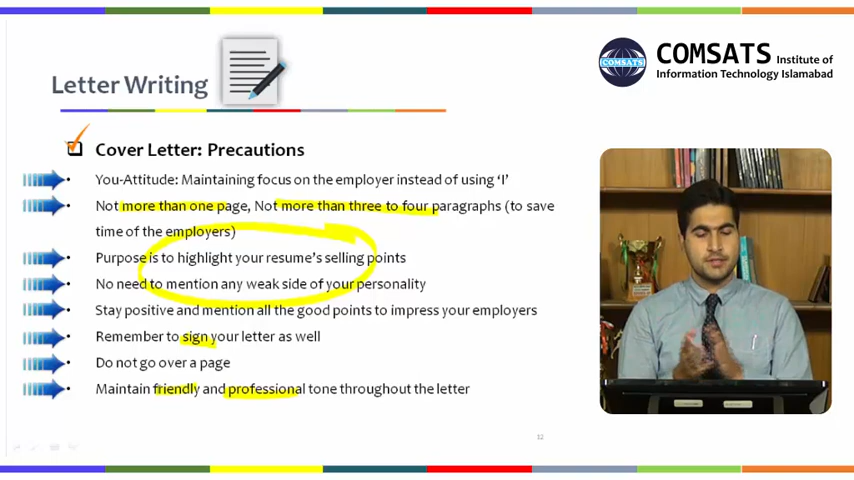 COMSATS Institute of
Information Technology Islamabad
COMSATS
Letter Writing
Cover Letter: Precautions
• You-Attitude: Maintaining focus on the employer instead of using ‘I’
• Not more than one page, Not more than three to four paragraphs (to save
time of the employers)
• Purpose is to highlight your resume’s selling points
• No need to mention any weak side of your personality
• Stay positive and mention all the good points to impress your employers
• Remember to sign your letter as well
• Do not go over a page
• Maintain friendly and professional tone throughout the letter
12